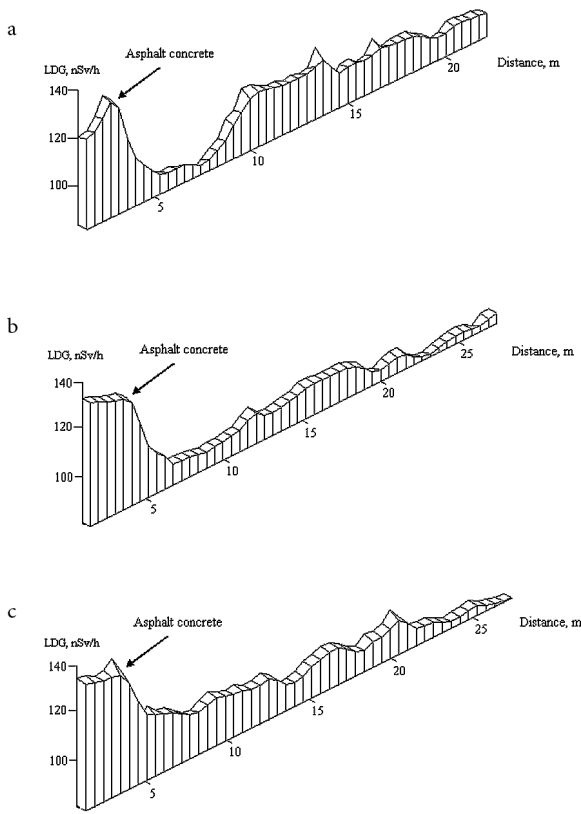 a
Asphalt concrete
LDG, nSv/h
Distance, m
140
120
100
5
10
15
20
b
Asphalt concrete
LDG, nSv/h
Distance, m
140
120
100
5
10
15
20
25
c
Asphalt concrete
LDG, nSv/h
Distance, m
140
120
100
5
10
15
20
25